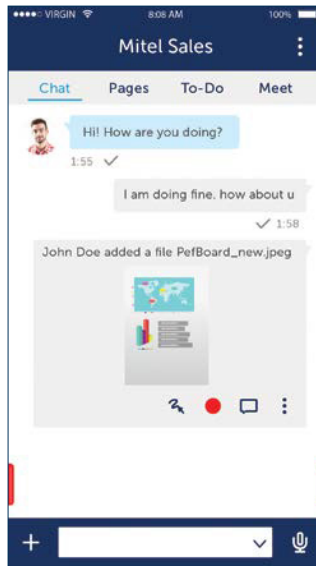 VIRGIN 8:08 AM 100%
Mitel Sales
Chat Pages To-Do Meet
Hi! How are you doing?
1:55
I am doing fine. how about u
1:58
John Doe added a file PefBoard_new.jpeg